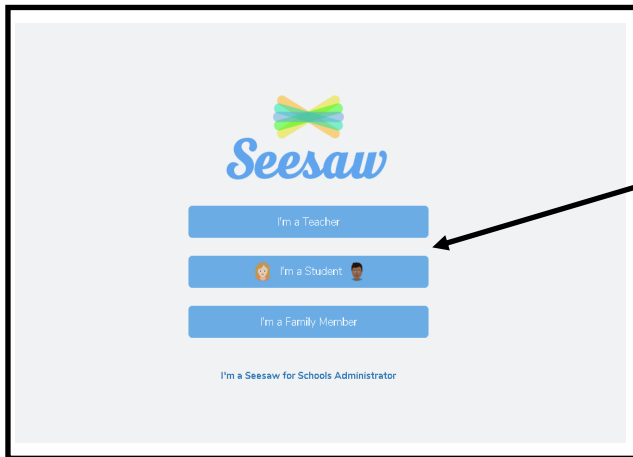 Seesaw
I'm a Teacher
I'm a Student
I'm a Family Member
I'm a Seesaw for Schools Administrator